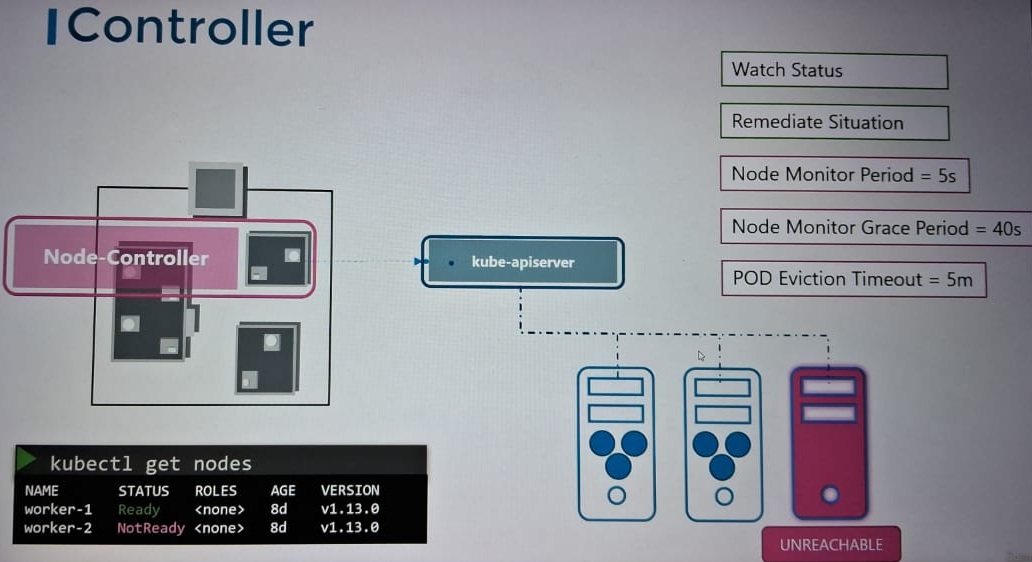 Controller
Watch Status
Remediate Situation
Node Monitor Period = 5s
Node Monitor Grace Period = 40s
POD Eviction Timeout = 5m
Node-Controller
kube-apiserver
kubectl get nodes
NAME STATUS ROLES AGE VERSION
worker-1 Ready <none> 8d v1.13.0
worker-2 NotReady <none> 8d v1.13.0
UNREACHABLE